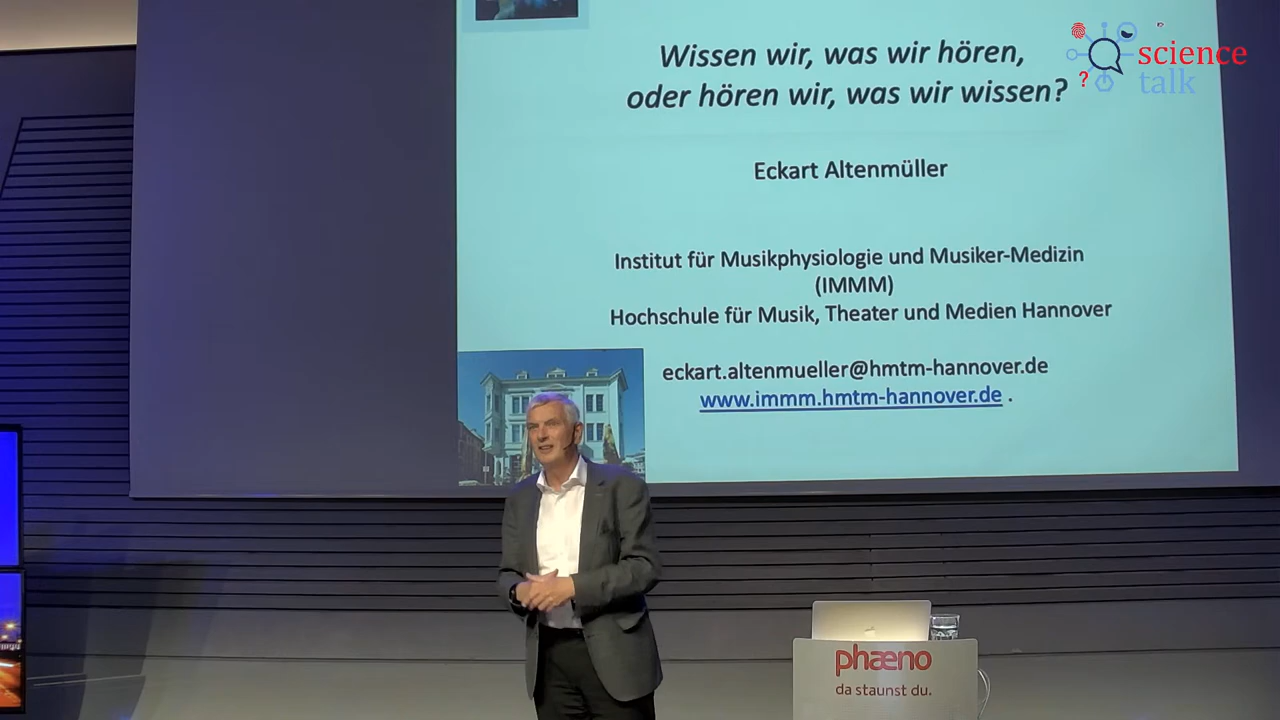 Wissen wir, was wir hören,
oder hören wir, was wir wissen?
science
talk
?
Eckart Altenmüller
Institut für Musikphysiologie und Musiker-Medizin
(IMMM)
Hochschule für Musik, Theater und Medien Hannover
eckart.altenmueller@hmtm-hannover.de
www.immm.hmtm-hannover.de .
phæno
da staunst du.